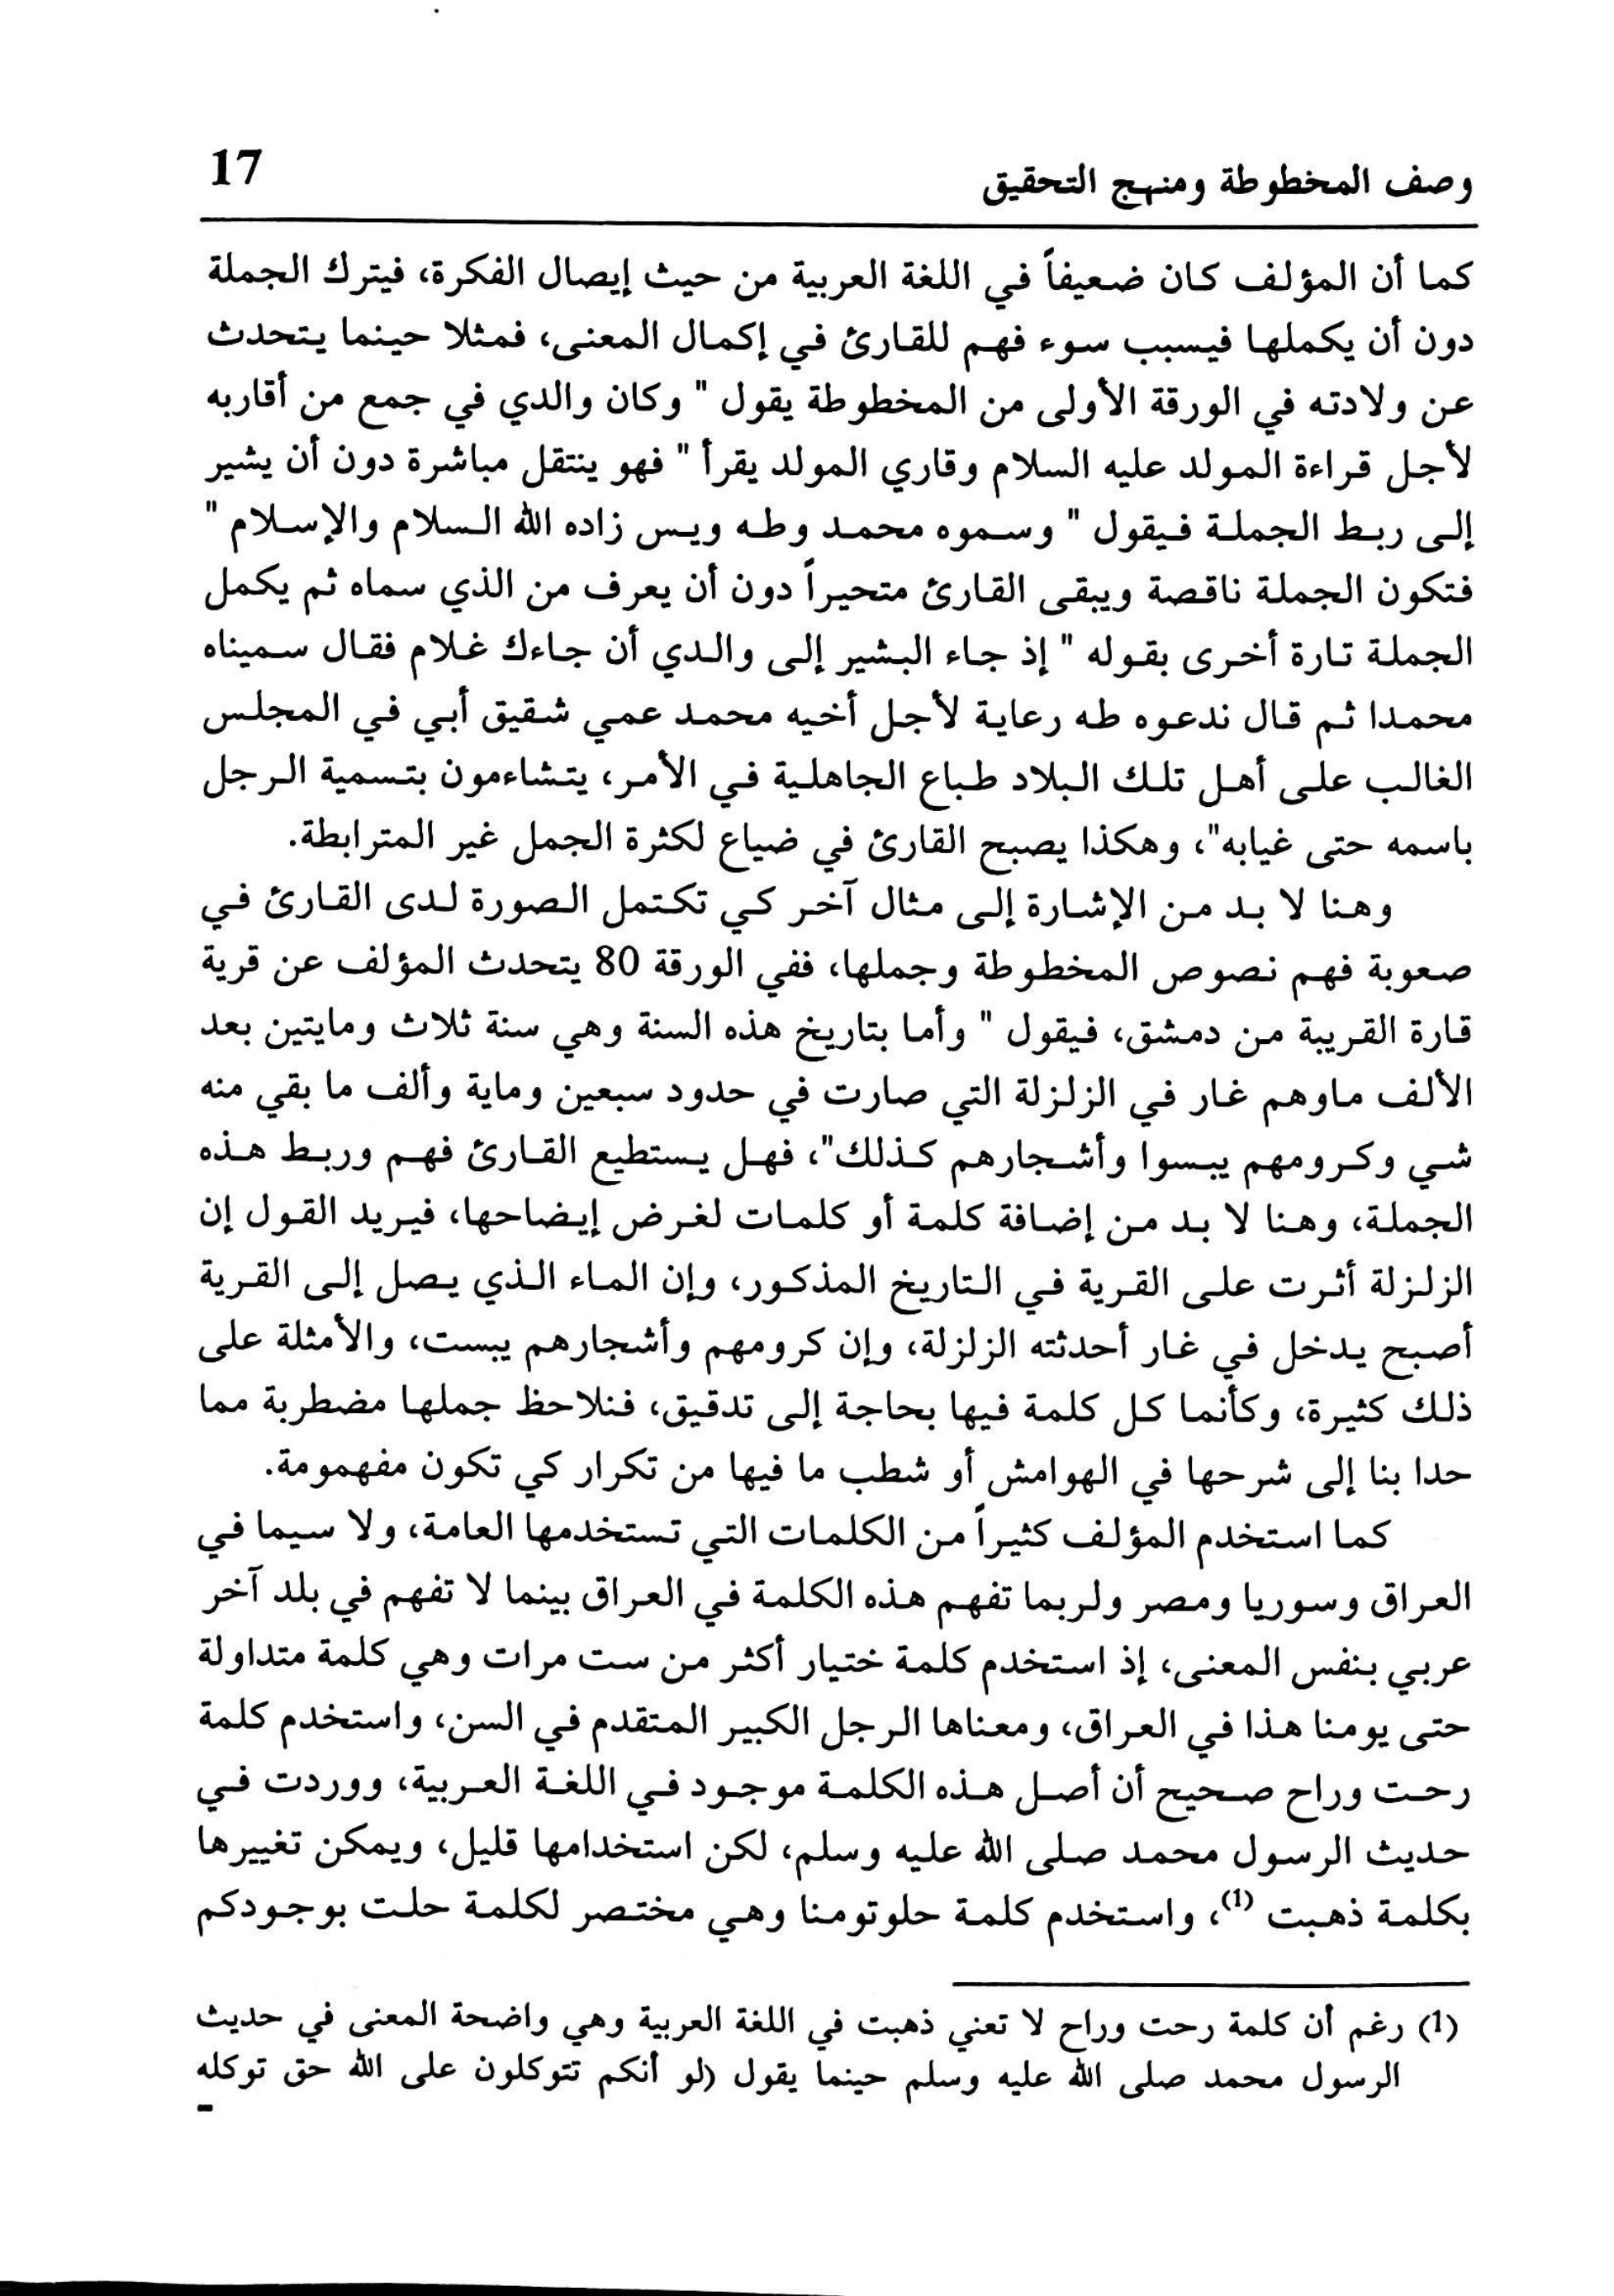 وصف المخطوطة ومنهج التحقيق 17
كما أن المؤلف كان ضعيفاً في اللغة العربية من حيث إيصال الفكرة، فيترك الجملة
دون أن يكملها فيسبب سوء فهم للقارئ في إكمال المعنى، فمثلا حينما يتحدث
عن ولادته في الورقة الأولى من المخطوطة يقول " وكان والدي في جمع من أقاربه
لأجل قراءة المولد عليه السلام وقاري المولد يقرأ " فهو ينتقل مباشرة دون أن يشير
إلى ربط الجملة فيقول " وسموه محمد وطه ويس زاده الله السلام والإسلام "
فتكون الجملة ناقصة ويبقى القارئ متحيراً دون أن يعرف من الذي سماه ثم يكمل
الجملة تارة أخرى بقوله " إذ جاء البشير إلى والدي أن جاءك غلام فقال سميناه
محمدا ثم قال ندعوه طه رعاية لأجل أخيه محمد عمي شقيق أبي في المجلس
الغالب على أهل تلك البلاد طباع الجاهلية في الأمر، يتشاءمون بتسمية الرجل
باسمه حتى غيابه"، وهكذا يصبح القارئ في ضياع لكثرة الجمل غير المترابطة.
وهنا لا بد من الإشارة إلى مثال آخر كي تكتمل الصورة لدى القارئ في
صعوبة فهم نصوص المخطوطة وجملها، ففي الورقة 80 يتحدث المؤلف عن قرية
قارة القريبة من دمشق، فيقول " وأما بتاريخ هذه السنة وهي سنة ثلاث ومايتين بعد
الألف ماوهم غار في الزلزلة التي صارت في حدود سبعين وماية وألف ما بقي منه
شي وكرومهم يبسوا وأشجارهم كذلك"، فهل يستطيع القارئ فهم وربط هذه
الجملة، وهنا لا بد من إضافة كلمة أو كلمات لغرض إيضاحها، فيريد القول إن
الزلزلة أثرت على القرية في التاريخ المذكور، وإن الماء الذي يصل إلى القرية
أصبح يدخل في غار أحدثته الزلزلة، وإن كرومهم وأشجارهم يبست، والأمثلة على
ذلك كثيرة، وكأنما كل كلمة فيها بحاجة إلى تدقيق، فنلاحظ جملها مضطربة مما
حدا بنا إلى شرحها في الهوامش أو شطب ما فيها من تكرار كي تكون مفهمومة.
كما استخدم المؤلف كثيراً من الكلمات التي تستخدمها العامة، ولا سيما في
العراق وسوريا ومصر ولربما تفهم هذه الكلمة في العراق بينما لا تفهم في بلد آخر
عربي بنفس المعنى، إذ استخدم كلمة ختيار أكثر من ست مرات وهي كلمة متداولة
حتى يومنا هذا في العراق، ومعناها الرجل الكبير المتقدم في السن، واستخدم كلمة
رحت وراح صحيح أن أصل هذه الكلمة موجود في اللغة العربية، ووردت في
حديث الرسول محمد صلى الله عليه وسلم، لكن استخدامها قليل، ويمكن تغييرها
بكلمة ذهبت (1)، واستخدم كلمة حلوتومنا وهي مختصر لكلمة حلت بوجودكم
(1) رغم أن كلمة رحت وراح لا تعني ذهبت في اللغة العربية وهي واضحة المعنى في حديث
الرسول محمد صلى الله عليه وسلم حينما يقول (لو أنكم تتوكلون على الله حق توكله